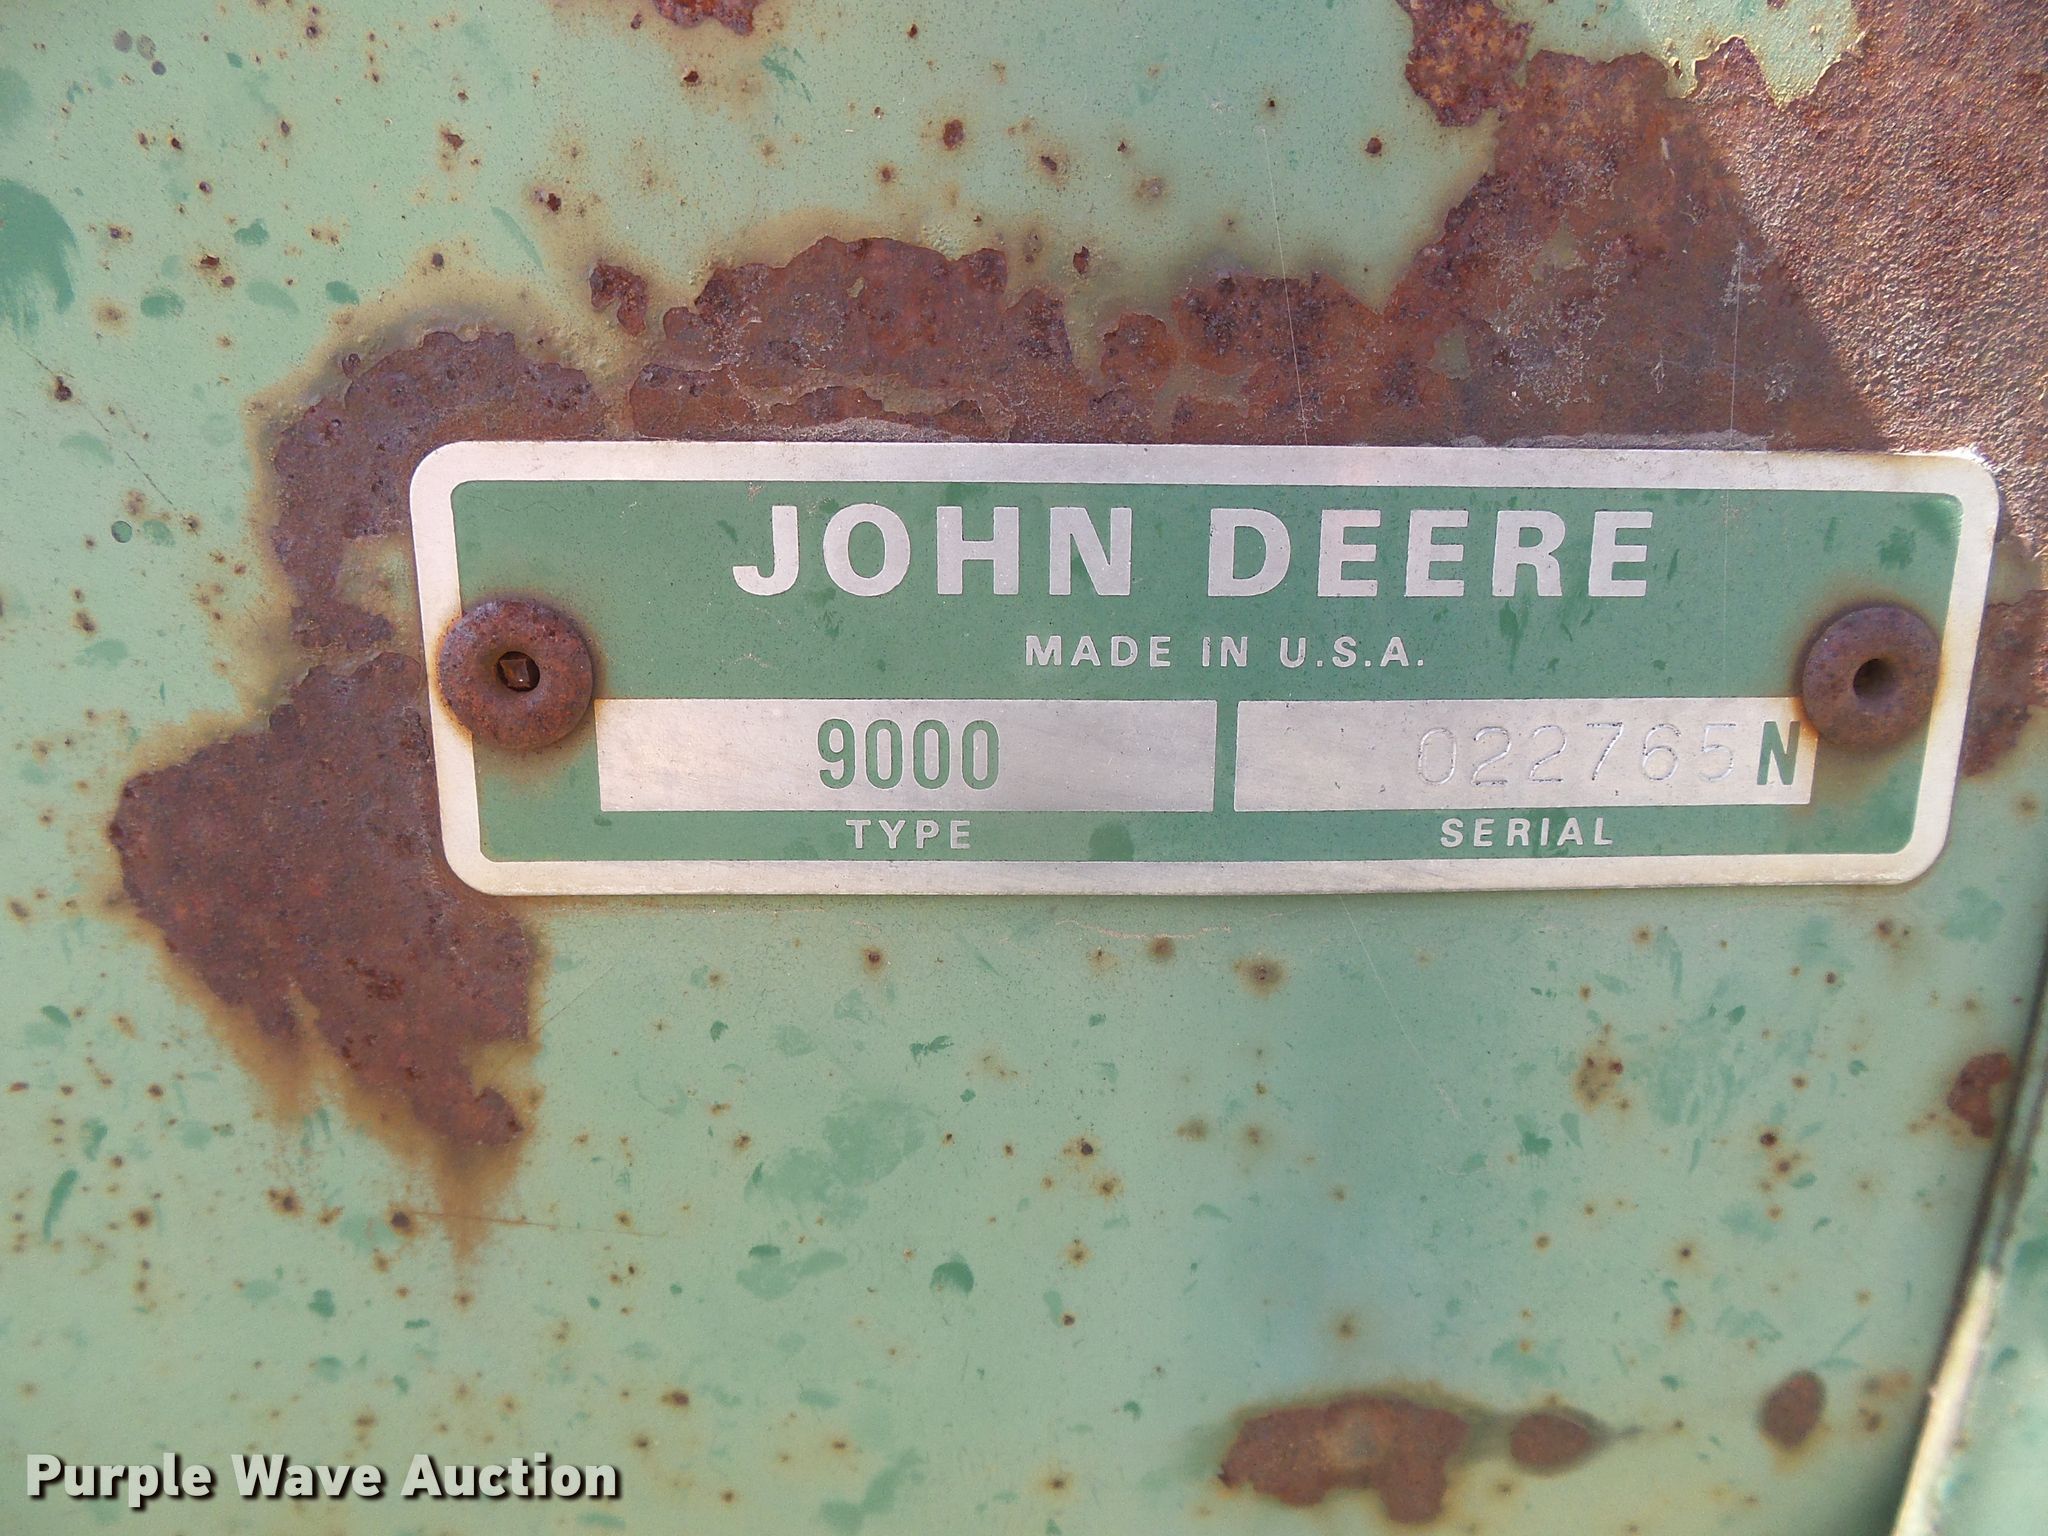 JOHN DEERE
MADE IN U.S.A.
9000 022765N
TYPE SERIAL
Purple Wave Auction